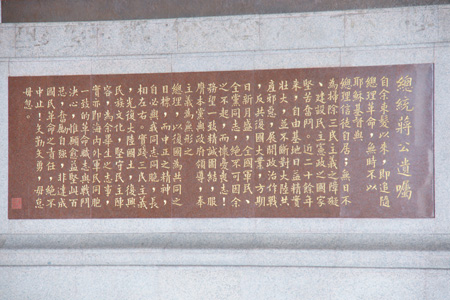 總統蔣公遺囑
自余束髮以來，即追隨
總理革命，無時不以
耶穌基督與
總理信徒自居；無日不
為掃除三民主義之障礙
，建設民主憲政之國家
，堅苦奮鬥。近二十餘年
來，自由基地日益精實
壯大，並不斷對大陸共
產邪惡，展開政治作戰
；反共復國大業，方期
日新月盛，全國軍民、
全黨同志，絕不可因余
之不起，而懷憂喪志！
務望一致精誠團結，服
膺本黨與政府領導，奉
主義為無形之
總理，以復國為共同之
目標，而中正之精神，
自必與我同志、同胞長
相左右。實踐三民主義
，光復大陸國土，復興
民族文化，堅守民主陣
容，為余畢生之志事，
實亦即海內外軍民同胞
一致的革命職志與戰鬥
決心。惟願愈益堅此百
忍，奮勵自強，非達成
國民革命之責任，絕不
中止！矢勤矢勇，毋怠
毋忽。